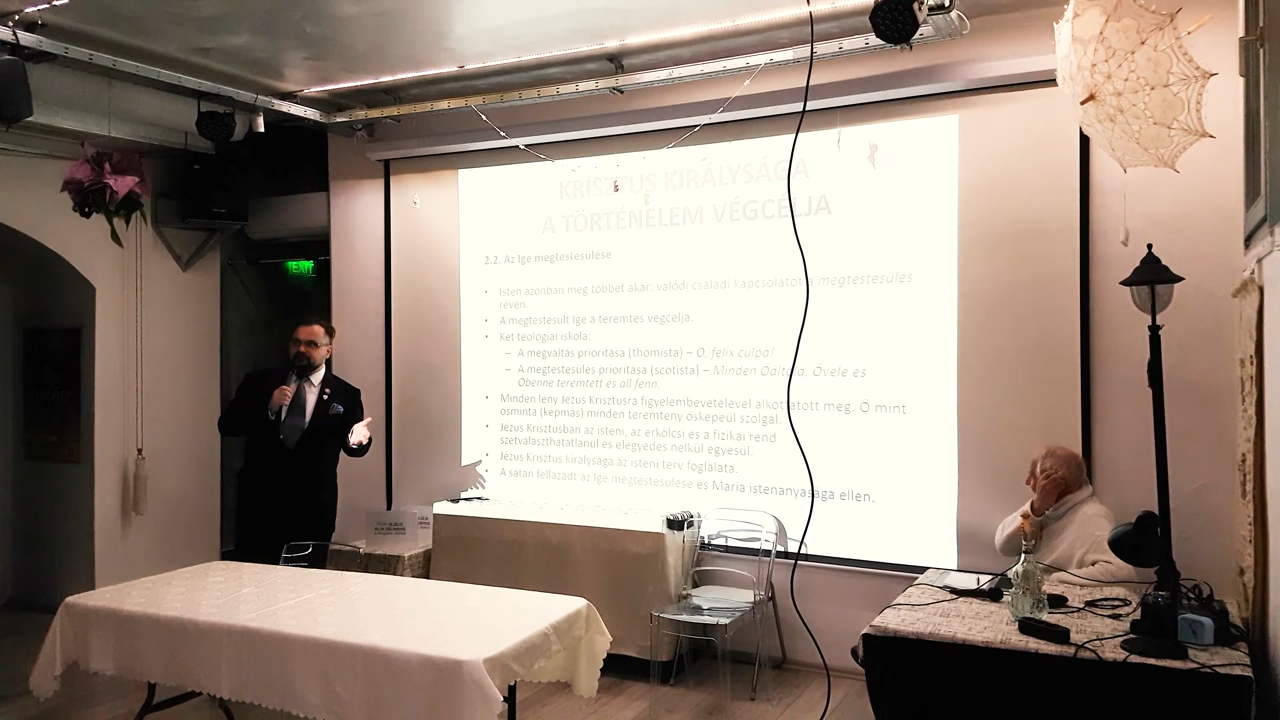 EXIT
KRISZTUS KIRÁLYSÁGA
A TÖRTÉNELEM VÉGCÉLJA
2.2. Az Ige megtestesülése
• Isten azonban még többet akar: valódi családi kapcsolatot a megtestesülés
révén.
• A megtestesült Ige a teremtés végcélja.
• Két teológiai iskola:
– A megváltás prioritása (thomista) – Ó, felix culpa!
– A megtestesülés prioritása (scotista) – Minden Őáltala, Övele és
Őbenne teremtett és áll fenn.
• Minden lény Jézus Krisztusra figyelembevételével alkottatott meg. Ő mint
ősminta (képmás) minden teremtény ősképéül szolgál.
• Jézus Krisztusban az isteni, az erkölcsi és a fizikai rend
szétválaszthatatlanul és elegyedés nélkül egyesül.
• Jézus Krisztus királysága az isteni terv foglalata.
• A sátán fellázadt az Ige megtestesülése és Mária istenanyasága ellen.